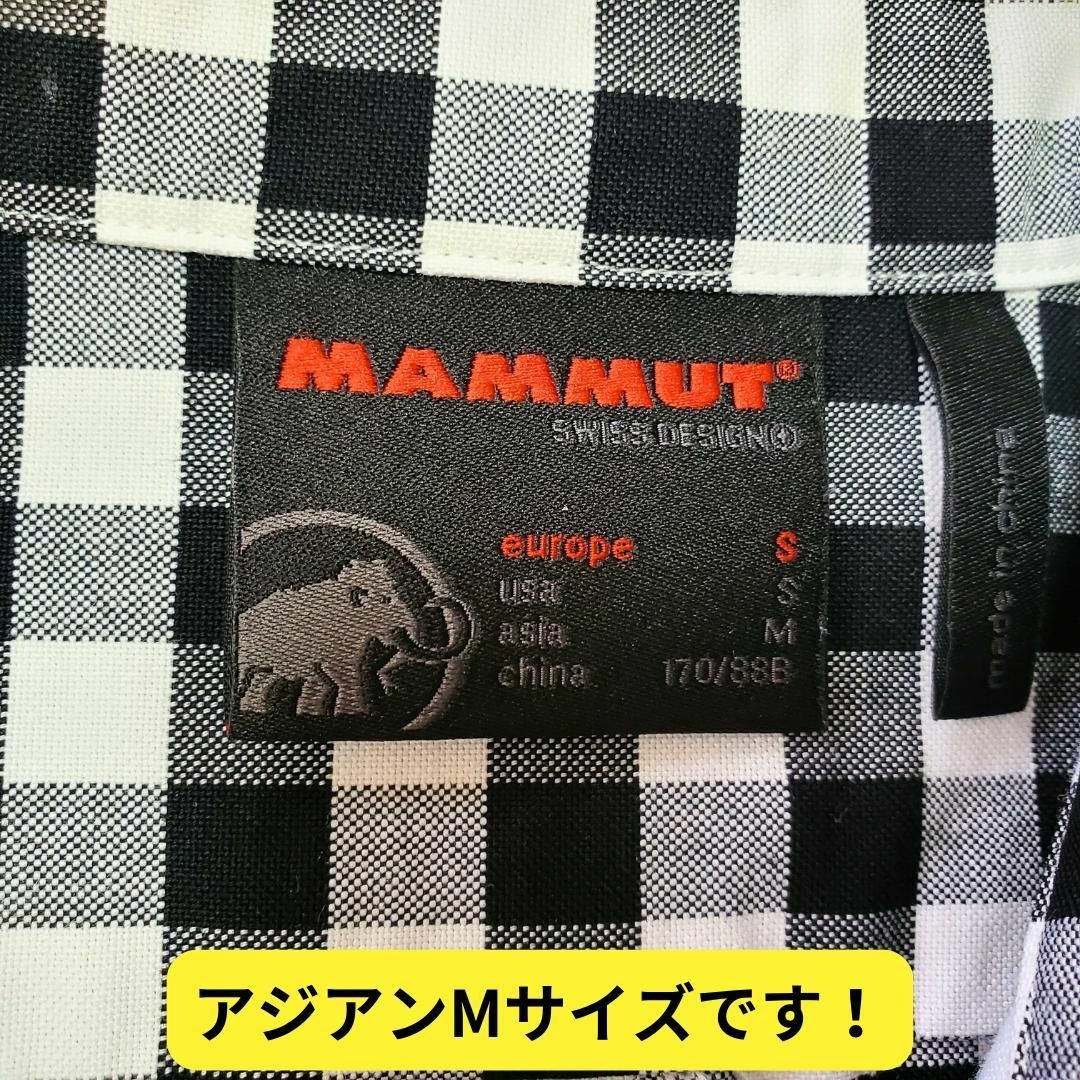 MAMMUT®
SWISS DESIGN
europe S
usa S
asia M
china 170/88B
made in china
アジアンMサイズです！